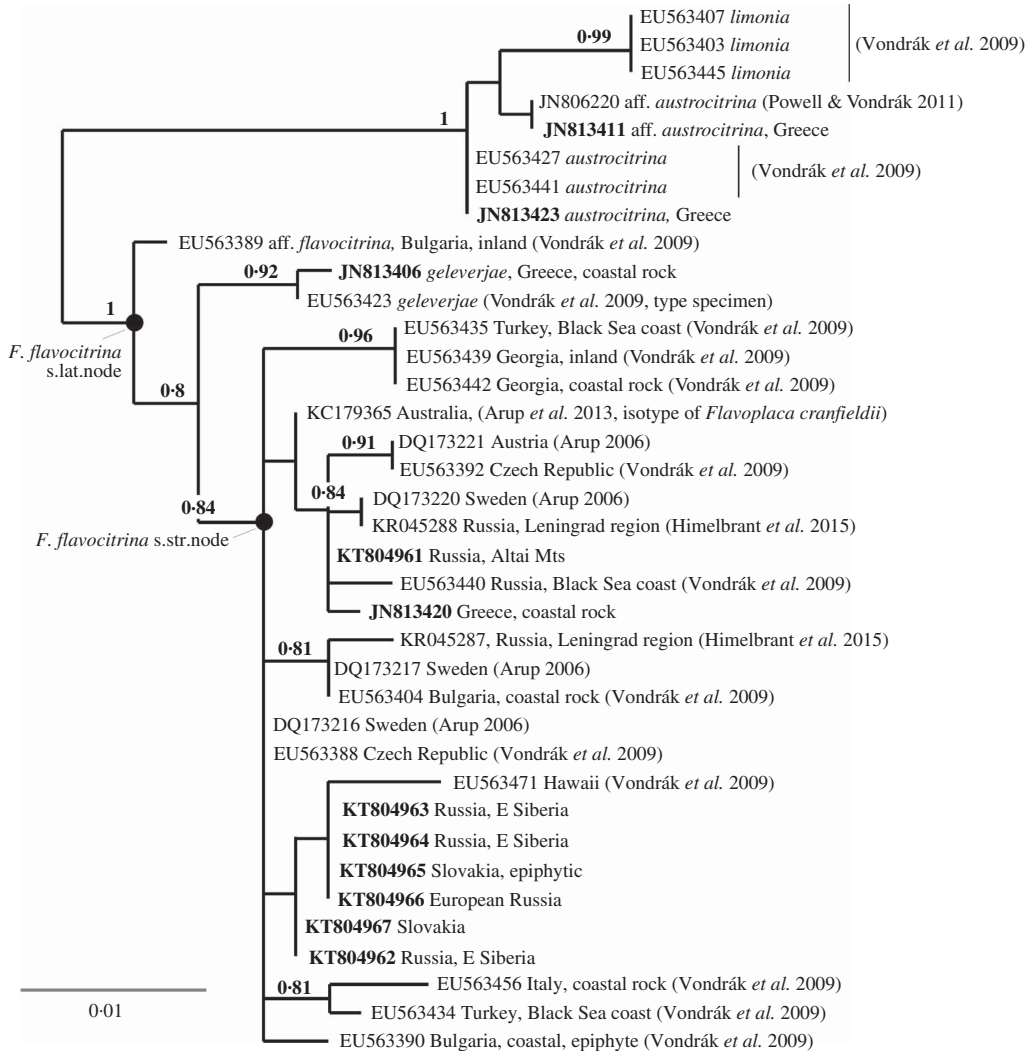 EU563407 limonia
0·99
EU563403 limonia
(Vondrák et al. 2009)
EU563445 limonia
JN806220 aff. austrocitrina (Powell & Vondrák 2011)
1
JN813411 aff. austrocitrina, Greece
EU563427 austrocitrina
(Vondrák et al. 2009)
EU563441 austrocitrina
JN813423 austrocitrina, Greece
EU563389 aff. flavocitrina, Bulgaria, inland (Vondrák et al. 2009)
0·92
JN813406 geleverjae, Greece, coastal rock
EU563423 geleverjae (Vondrák et al. 2009, type specimen)
1
EU563435 Turkey, Black Sea coast (Vondrák et al. 2009)
0·96
F. flavocitrina
s.lat.node
EU563439 Georgia, inland (Vondrák et al. 2009)
EU563442 Georgia, coastal rock (Vondrák et al. 2009)
0·8
KC179365 Australia, (Arup et al. 2013, isotype of Flavoplaca cranfieldii)
0·91
DQ173221 Austria (Arup 2006)
EU563392 Czech Republic (Vondrák et al. 2009)
0·84
DQ173220 Sweden (Arup 2006)
0·84
KR045288 Russia, Leningrad region (Himelbrant et al. 2015)
F. flavocitrina s.str.node
KT804961 Russia, Altai Mts
EU563440 Russia, Black Sea coast (Vondrák et al. 2009)
JN813420 Greece, coastal rock
0·81
KR045287, Russia, Leningrad region (Himelbrant et al. 2015)
DQ173217 Sweden (Arup 2006)
EU563404 Bulgaria, coastal rock (Vondrák et al. 2009)
DQ173216 Sweden (Arup 2006)
EU563388 Czech Republic (Vondrák et al. 2009)
EU563471 Hawaii (Vondrák et al. 2009)
KT804963 Russia, E Siberia
KT804964 Russia, E Siberia
KT804965 Slovakia, epiphytic
KT804966 European Russia
KT804967 Slovakia
KT804962 Russia, E Siberia
0·81
EU563456 Italy, coastal rock (Vondrák et al. 2009)
0·01
EU563434 Turkey, Black Sea coast (Vondrák et al. 2009)
EU563390 Bulgaria, coastal, epiphyte (Vondrák et al. 2009)